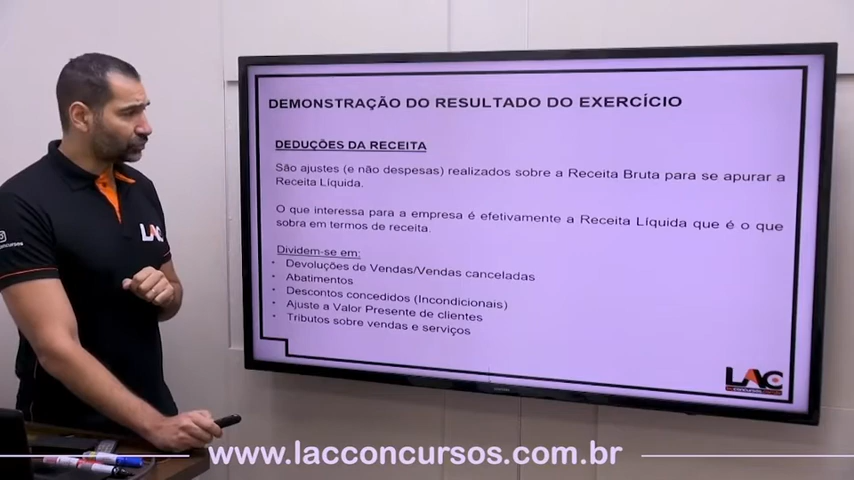 DEMONSTRAÇÃO DO RESULTADO DO EXERCÍCIO
DEDUÇÕES DA RECEITA
SÃO AJUSTES (E NÃO DESPESAS) REALIZADOS SOBRE A RECEITA BRUTA PARA SE APURAR A
RECEITA LÍQUIDA.
O QUE INTERESSA PARA A EMPRESA É EFETIVAMENTE A RECEITA LÍQUIDA QUE É O QUE
SOBRA EM TERMOS DE RECEITA.
DIVIDEM-SE EM:
• DEVOLUÇÕES DE VENDAS/VENDAS CANCELADAS
• ABATIMENTOS
• DESCONTOS CONCEDIDOS (INCONDICIONAIS)
• AJUSTE A VALOR PRESENTE DE CLIENTES
• TRIBUTOS SOBRE VENDAS E SERVIÇOS
LAC
LAC
www.lacconcursos.com.br